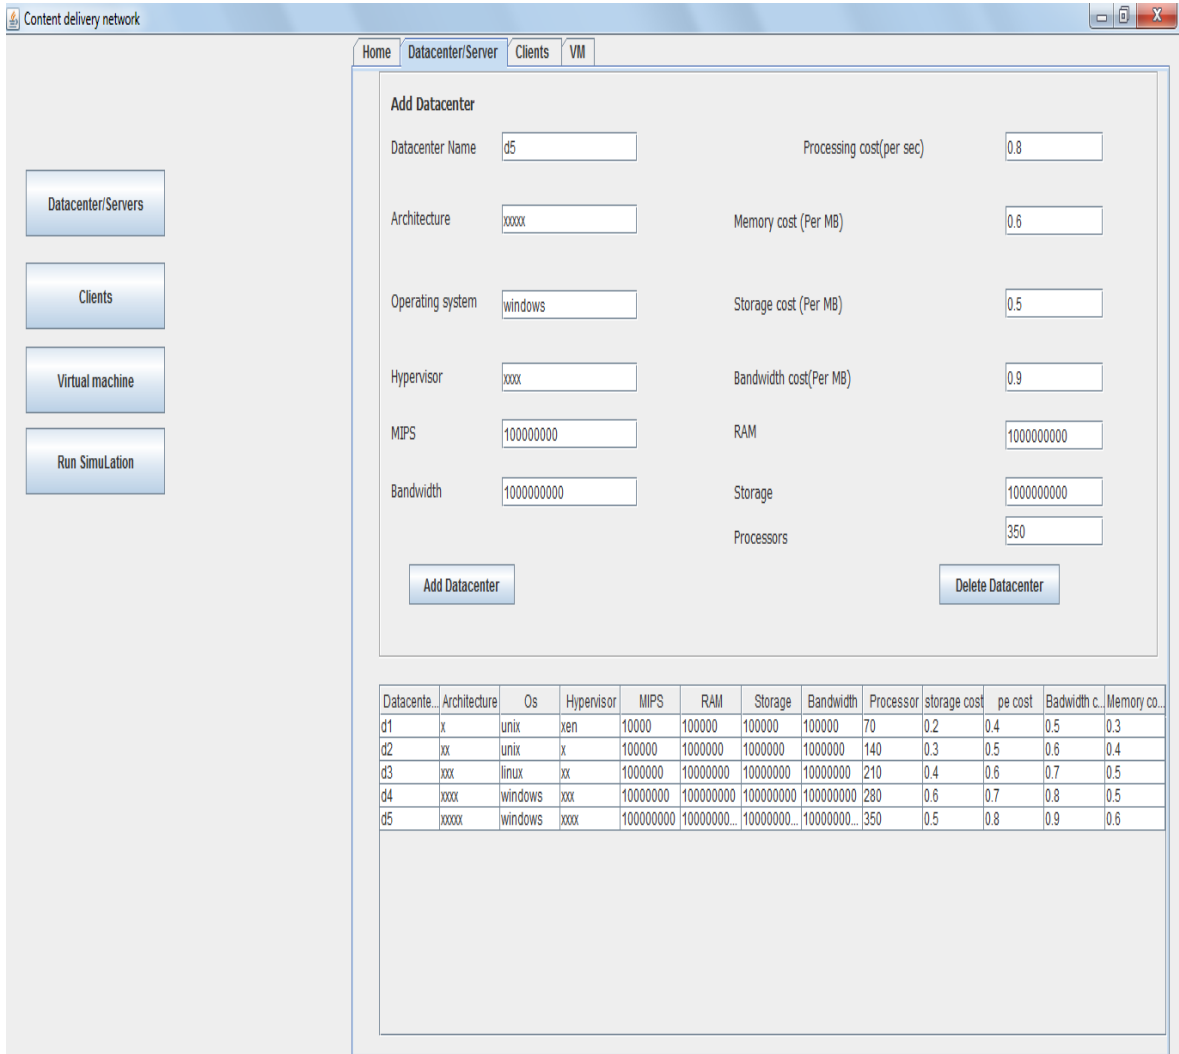 Content delivery network
Home Datacenter/Server Clients VM
Datacenter/Servers
Clients
Virtual machine
Run SimuLation
Add Datacenter
Datacenter Name d5 Processing cost(per sec) 0.8
Architecture xxxxx Memory cost (Per MB) 0.6
Operating system windows Storage cost (Per MB) 0.5
Hypervisor xxxx Bandwidth cost(Per MB) 0.9
MIPS 100000000 RAM 1000000000
Bandwidth 1000000000 Storage 1000000000
Processors 350
Add Datacenter Delete Datacenter
Datacente... Architecture Os Hypervisor MIPS RAM Storage Bandwidth Processor storage cost pe cost Badwidth c... Memory co...
d1 x unix xen 10000 100000 100000 100000 70 0.2 0.4 0.5 0.3
d2 xx unix x 100000 1000000 1000000 1000000 140 0.3 0.5 0.6 0.4
d3 xxx linux xx 1000000 10000000 10000000 10000000 210 0.4 0.6 0.7 0.5
d4 xxxx windows xxx 10000000 100000000 100000000 100000000 280 0.6 0.7 0.8 0.5
d5 xxxxx windows xxxx 100000000 10000000... 10000000... 10000000... 350 0.5 0.8 0.9 0.6